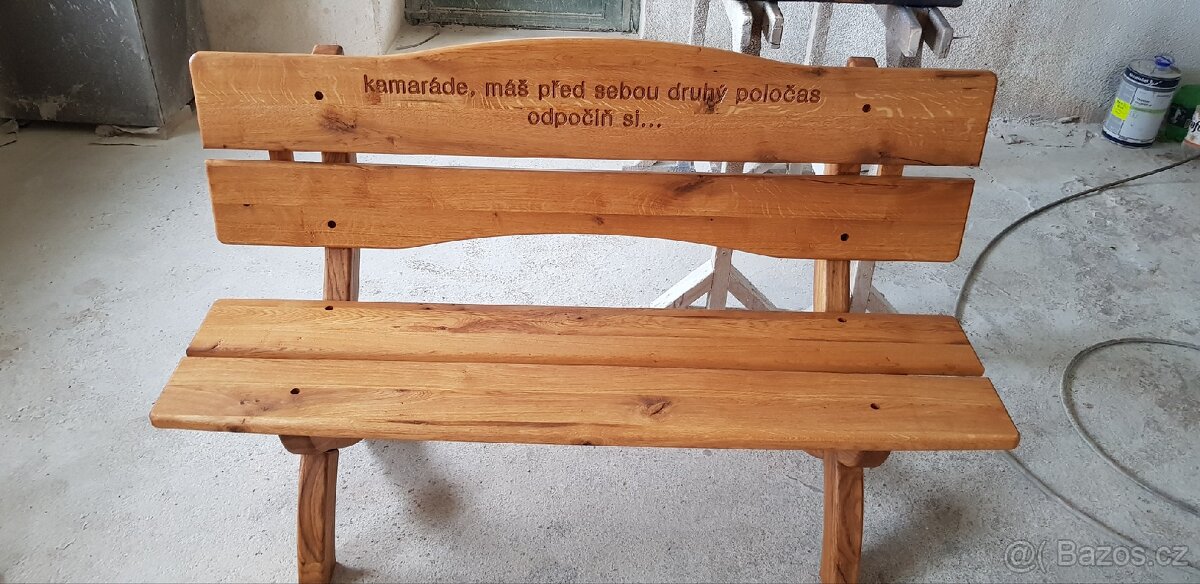 kamaráde, máš před sebou druhý poločas
odpočiň si...
@( Bazos.cz